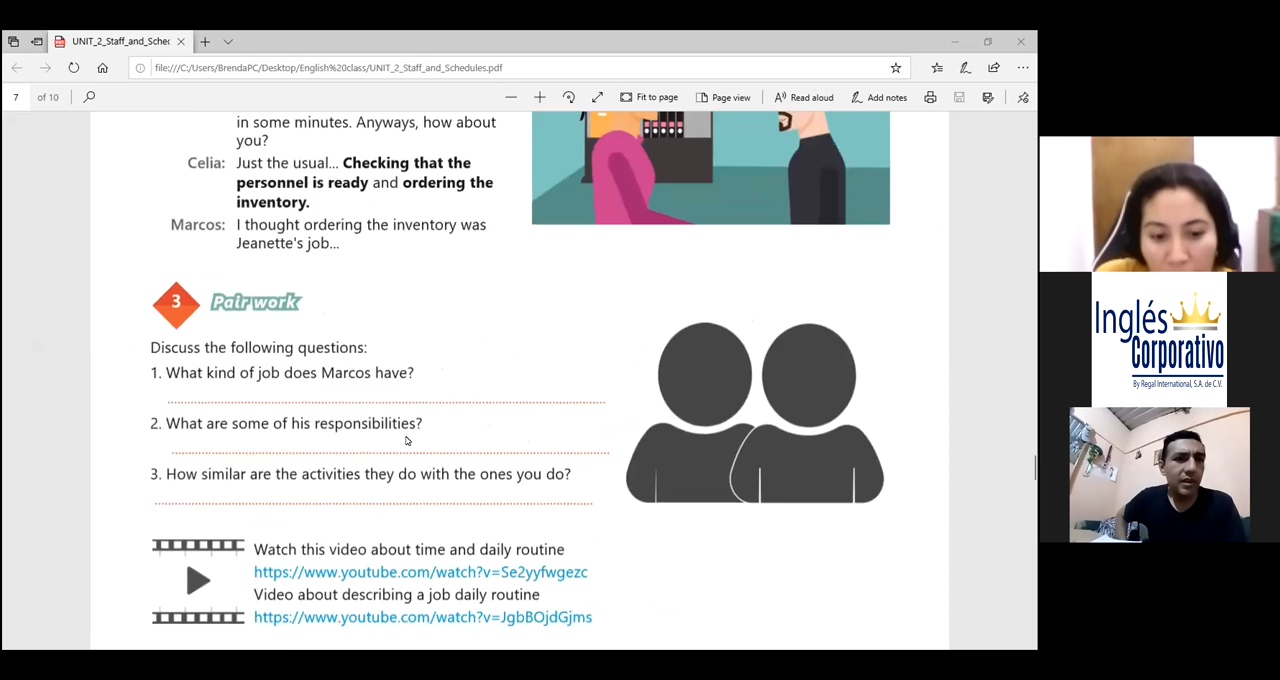 UNIT_2_Staff_and_Sched
file:///C:/Users/BrendaPC/Desktop/English%20class/UNIT_2_Staff_and_Schedules.pdf
7 of 10
Fit to page
Page view
Read aloud
Add notes
in some minutes. Anyways, how about
you?
Celia: Just the usual... Checking that the
personnel is ready and ordering the
inventory.
Marcos: I thought ordering the inventory was
Jeanette's job...
3 Pair work
Discuss the following questions:
1. What kind of job does Marcos have?
2. What are some of his responsibilities?
3. How similar are the activities they do with the ones you do?
Watch this video about time and daily routine
https://www.youtube.com/watch?v=Se2yyfwgezc
Video about describing a job daily routine
https://www.youtube.com/watch?v=JgbBOjdGjms
Inglés
Corporativo
By Regal International, S.A. de C.V.